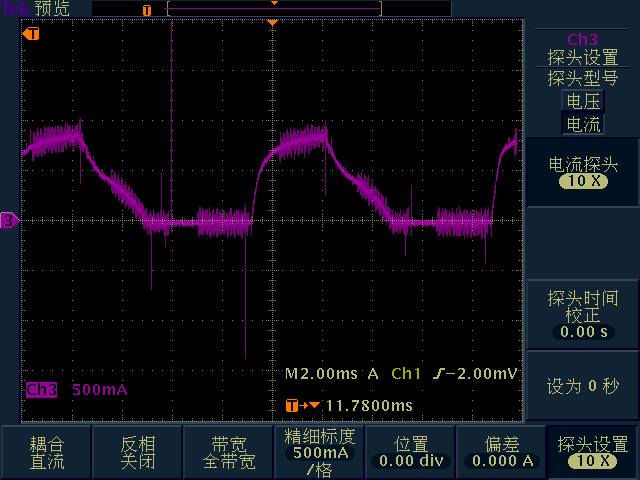 Tek 预览
T
T
Ch3
探头设置
探头型号
电压
电流
电流探头
10 X
3
探头时间
校正
0.00 s
M2.00ms A Ch1 -2.00mV
Ch3 500mA
T 11.7800ms
设为 0 秒
耦合
直流
反相
关闭
带宽
全带宽
精细标度
500mA
/格
位置
0.00 div
偏差
0.000 A
探头设置
10 X